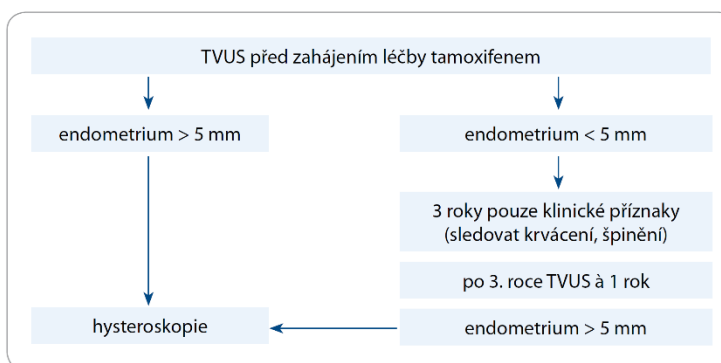 TVUS před zahájením léčby tamoxifenem
endometrium > 5 mm
endometrium < 5 mm
3 roky pouze klinické příznaky
(sledovat krvácení, špinění)
po 3. roce TVUS à 1 rok
hysteroskopie
endometrium > 5 mm